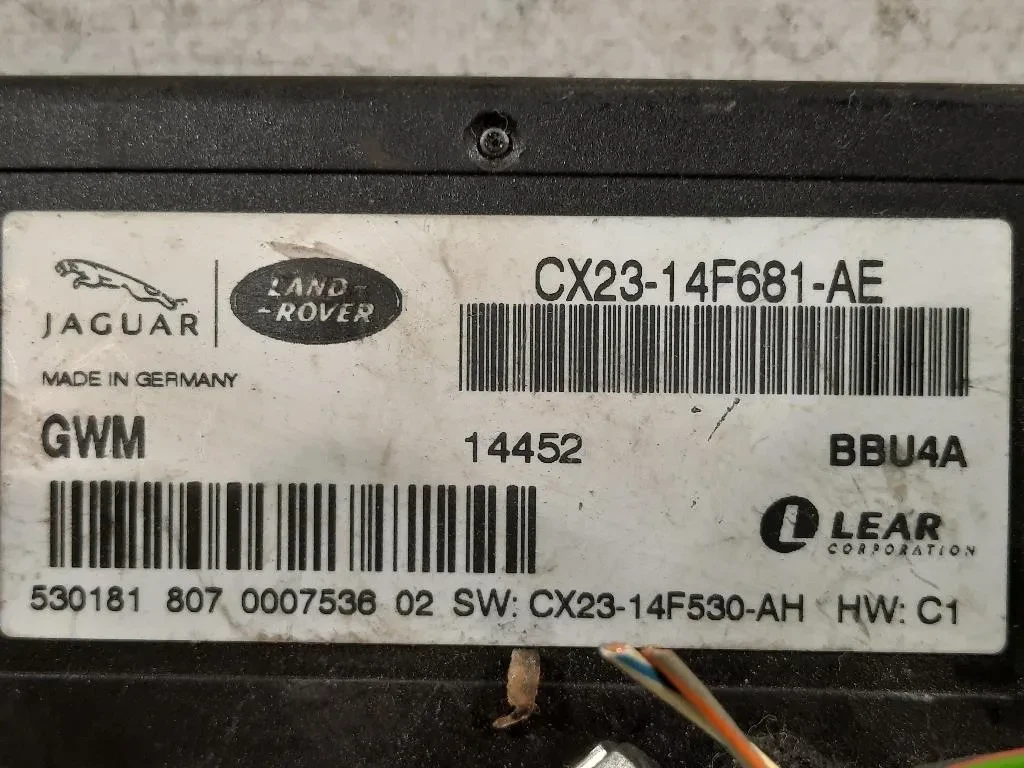 JAGUAR
LAND-
-ROVER
CX23-14F681-AE
MADE IN GERMANY
GWM 14452 BBU4A
LEAR
CORPORATION
530181 807 0007536 02 SW: CX23-14F530-AH HW: C1